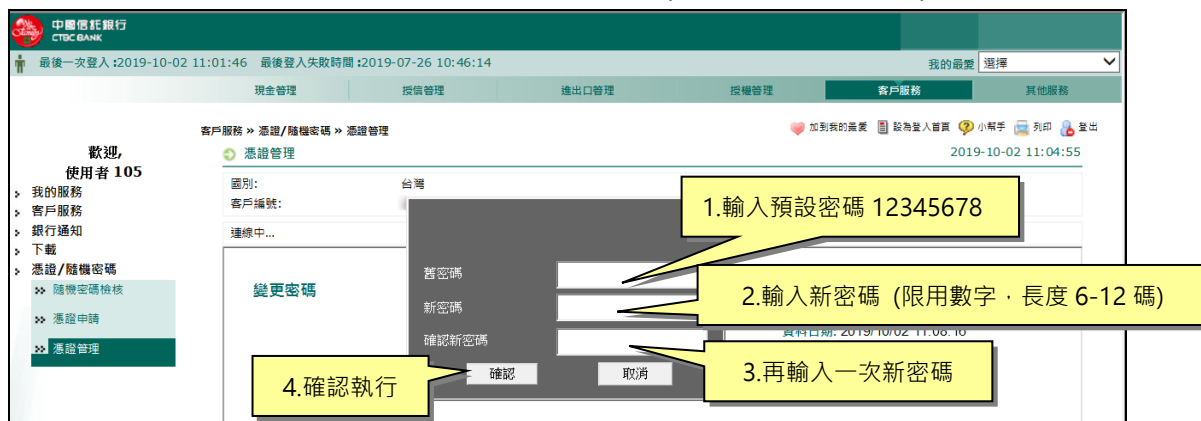 中國信託銀行
CTBC BANK
最後一次登入 :2019-10-02 11:01:46 最後登入失敗時間 :2019-07-26 10:46:14
我的最愛 選擇
現金管理 授信管理 進出口管理 授權管理 客戶服務 其他服務
客戶服務 » 憑證/隨機密碼 » 憑證管理
加到我的最愛 設為登入首頁 小幫手 列印 登出
歡迎,
使用者 105
我的服務
客戶服務
銀行通知
下載
憑證/隨機密碼
隨機密碼檢核
憑證申請
憑證管理
憑證管理
2019-10-02 11:04:55
國別: 台灣
客戶編號:
連線中...
變更密碼
舊密碼
新密碼
確認新密碼
確認 取消
資料日期: 2019/10/02 11:08:16
1.輸入預設密碼 12345678
2.輸入新密碼 (限用數字，長度 6-12 碼)
3.再輸入一次新密碼
4.確認執行